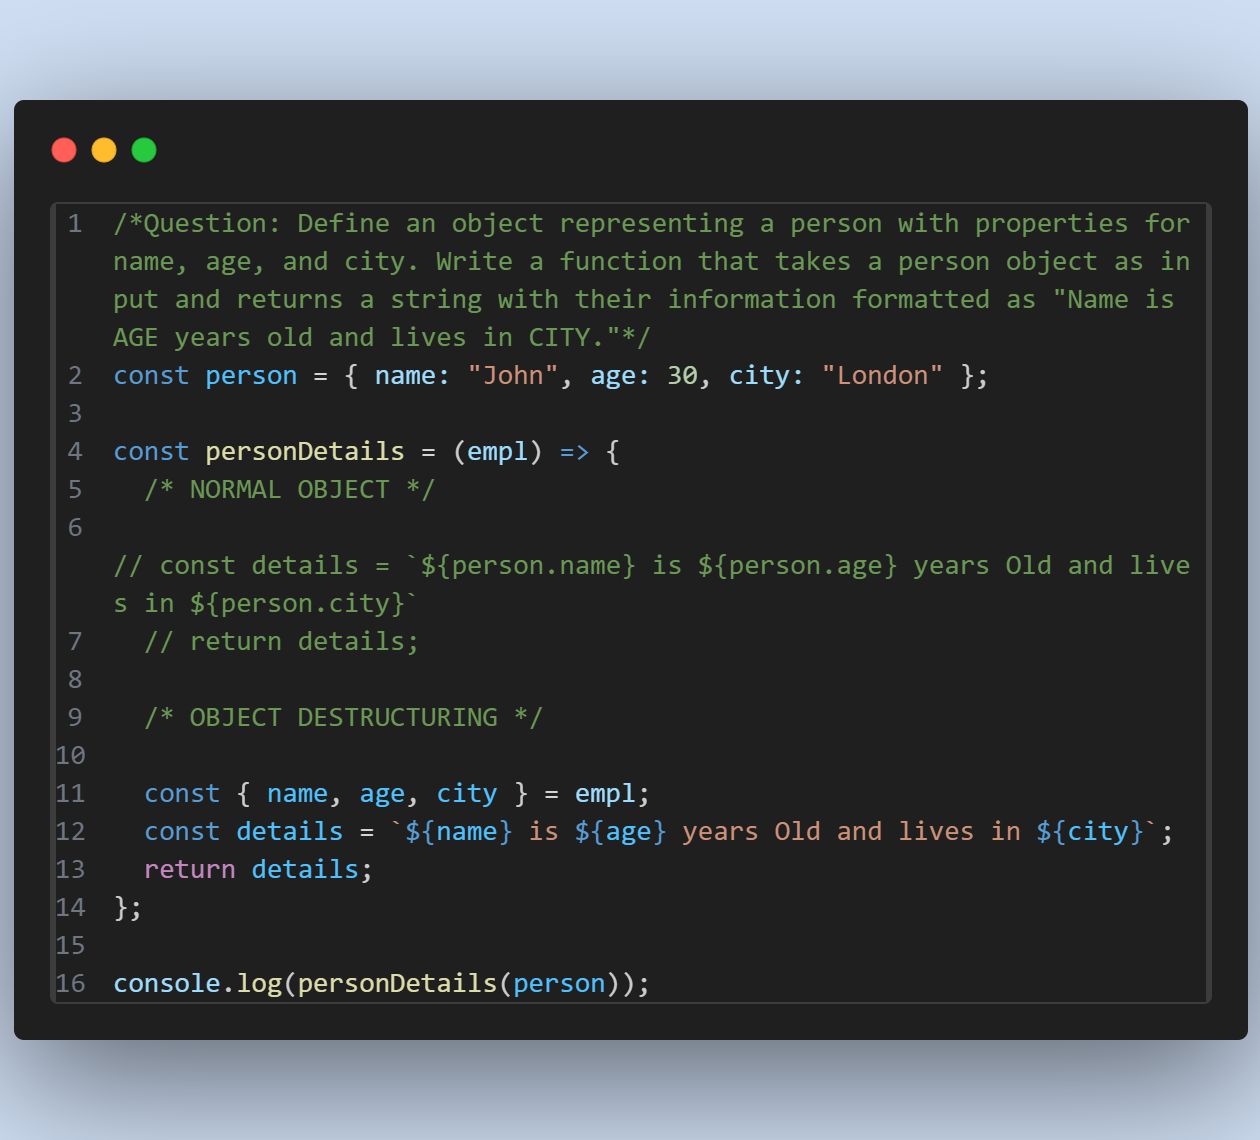 1 /*Question: Define an object representing a person with properties for
name, age, and city. Write a function that takes a person object as in
put and returns a string with their information formatted as "Name is
AGE years old and lives in CITY."*/
2 const person = { name: "John", age: 30, city: "London" };
3
4 const personDetails = (empl) => {
5   /* NORMAL OBJECT */
6
// const details = `${person.name} is ${person.age} years Old and live
s in ${person.city}`
7   // return details;
8
9   /* OBJECT DESTRUCTURING */
10
11   const { name, age, city } = empl;
12   const details = `${name} is ${age} years Old and lives in ${city}`;
13   return details;
14 };
15
16 console.log(personDetails(person));